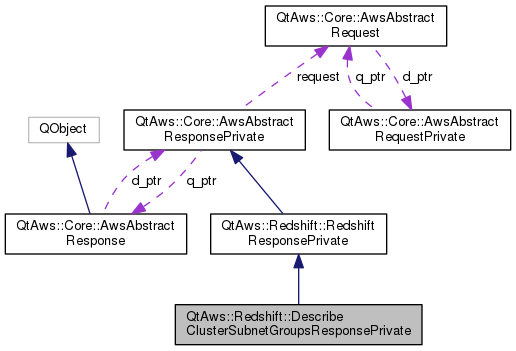 QtAws::Core::AwsAbstract
Request
request
q_ptr
d_ptr
QtAws::Core::AwsAbstract
ResponsePrivate
QtAws::Core::AwsAbstract
RequestPrivate
QObject
d_ptr
q_ptr
QtAws::Core::AwsAbstract
Response
QtAws::Redshift::Redshift
ResponsePrivate
QtAws::Redshift::Describe
ClusterSubnetGroupsResponsePrivate